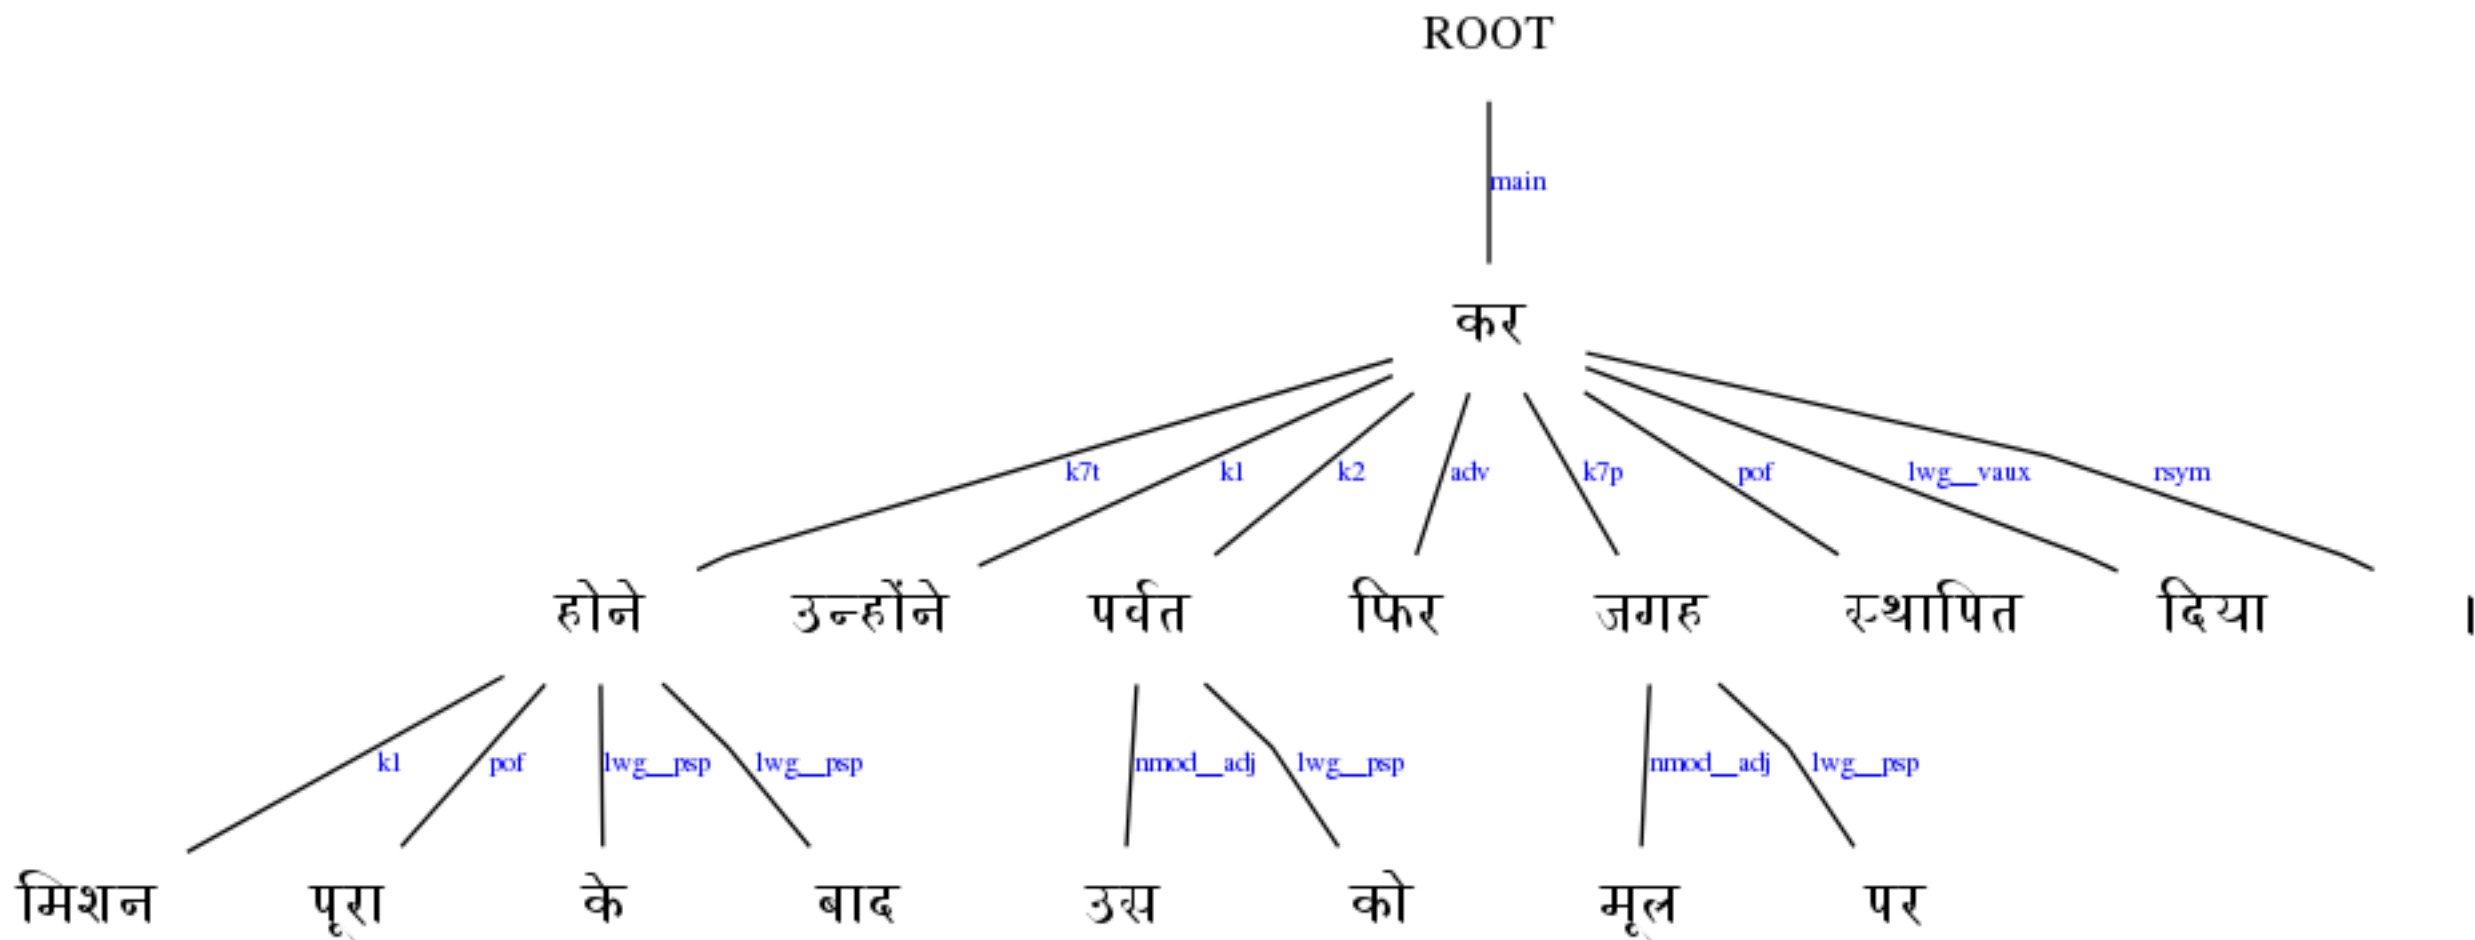 ROOT
main
कर
k7t k1 k2 adv k7p pof lwg__vaux rsym
होने उन्होंने पर्वत फिर जगह स्थापित दिया ।
k1 pof lwg__psp lwg__psp nmod__adj lwg__psp nmod__adj lwg__psp
मिशन पूरा के बाद उस को मूल पर